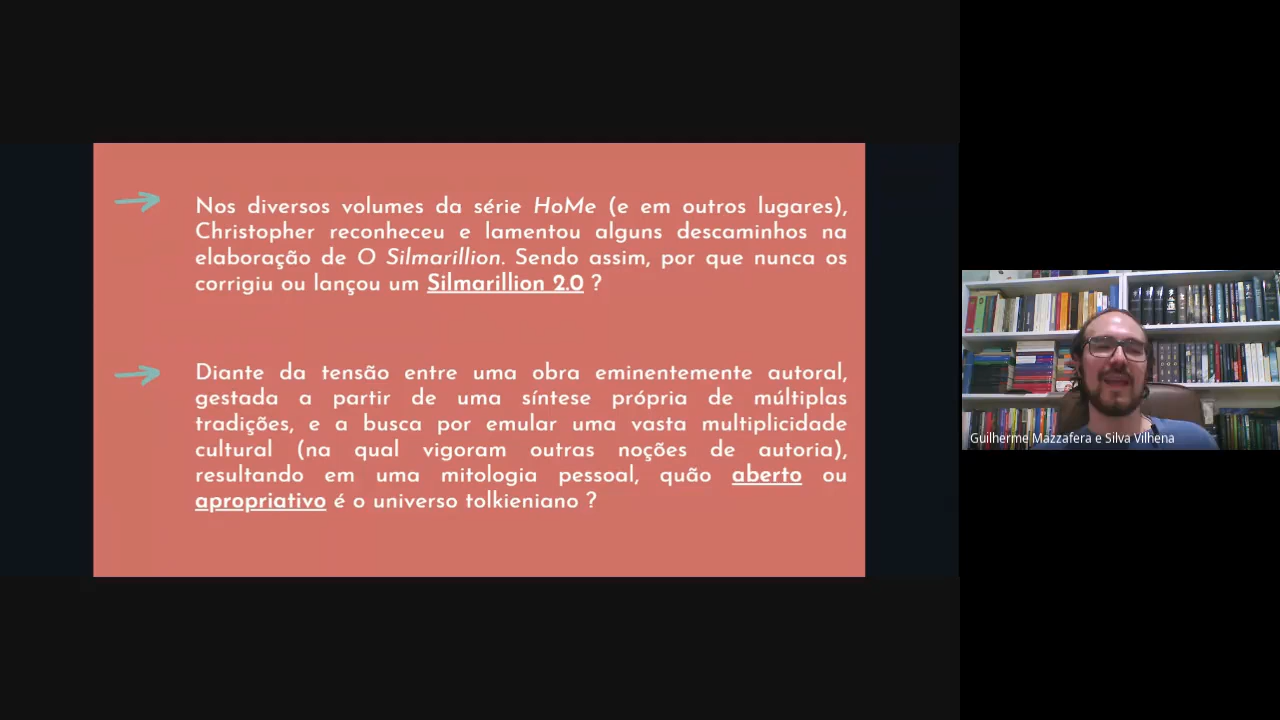 Nos diversos volumes da série HoMe (e em outros lugares),
Christopher reconheceu e lamentou alguns descaminhos na
elaboração de O Silmarillion. Sendo assim, por que nunca os
corrigiu ou lançou um Silmarillion 2.0 ?
Diante da tensão entre uma obra eminentemente autoral,
gestada a partir de uma síntese própria de múltiplas
tradições, e a busca por emular uma vasta multiplicidade
cultural (na qual vigoram outras noções de autoria),
resultando em uma mitologia pessoal, quão aberto ou
apropriativo é o universo tolkieniano ?
Guilherme Mazzafera e Silva Vilhena